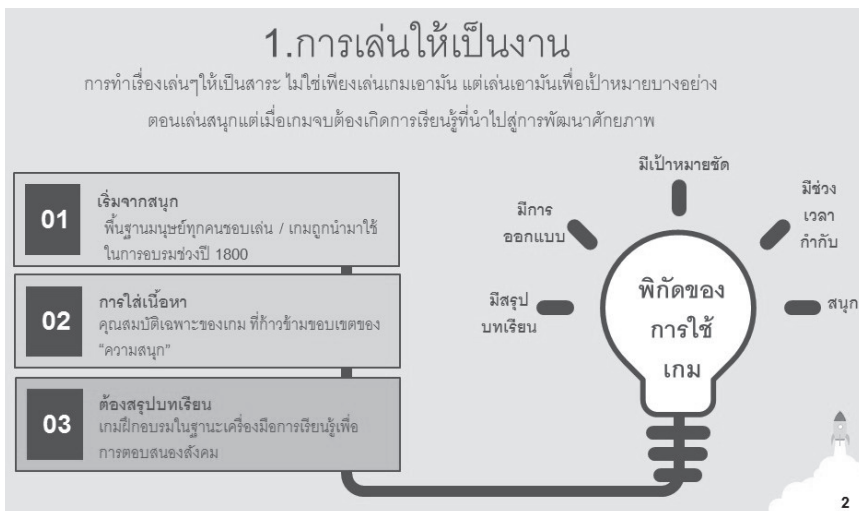 1.การเล่นให้เป็นงาน
การทำเรื่องเล่นๆให้เป็นสาระ ไม่ใช่เพียงเล่นเกมเอามัน แต่เล่นเอามันเพื่อเป้าหมายบางอย่าง
ตอนเล่นสนุกแต่เมื่อเกมจบต้องเกิดการเรียนรู้ที่นำไปสู่การพัฒนาศักยภาพ
01
เริ่มจากสนุก
พื้นฐานมนุษย์ทุกคนชอบเล่น / เกมถูกนำมาใช้
ในการอบรมช่วงปี 1800
02
การใส่เนื้อหา
คุณสมบัติเฉพาะของเกม ที่ก้าวข้ามขอบเขตของ
“ความสนุก”
03
ต้องสรุปบทเรียน
เกมฝึกอบรมในฐานะเครื่องมือการเรียนรู้เพื่อ
การตอบสนองสังคม
มีสรุป
บทเรียน
มีการ
ออกแบบ
มีเป้าหมายชัด
มีช่วง
เวลา
กำกับ
สนุก
พิกัดของ
การใช้
เกม
2